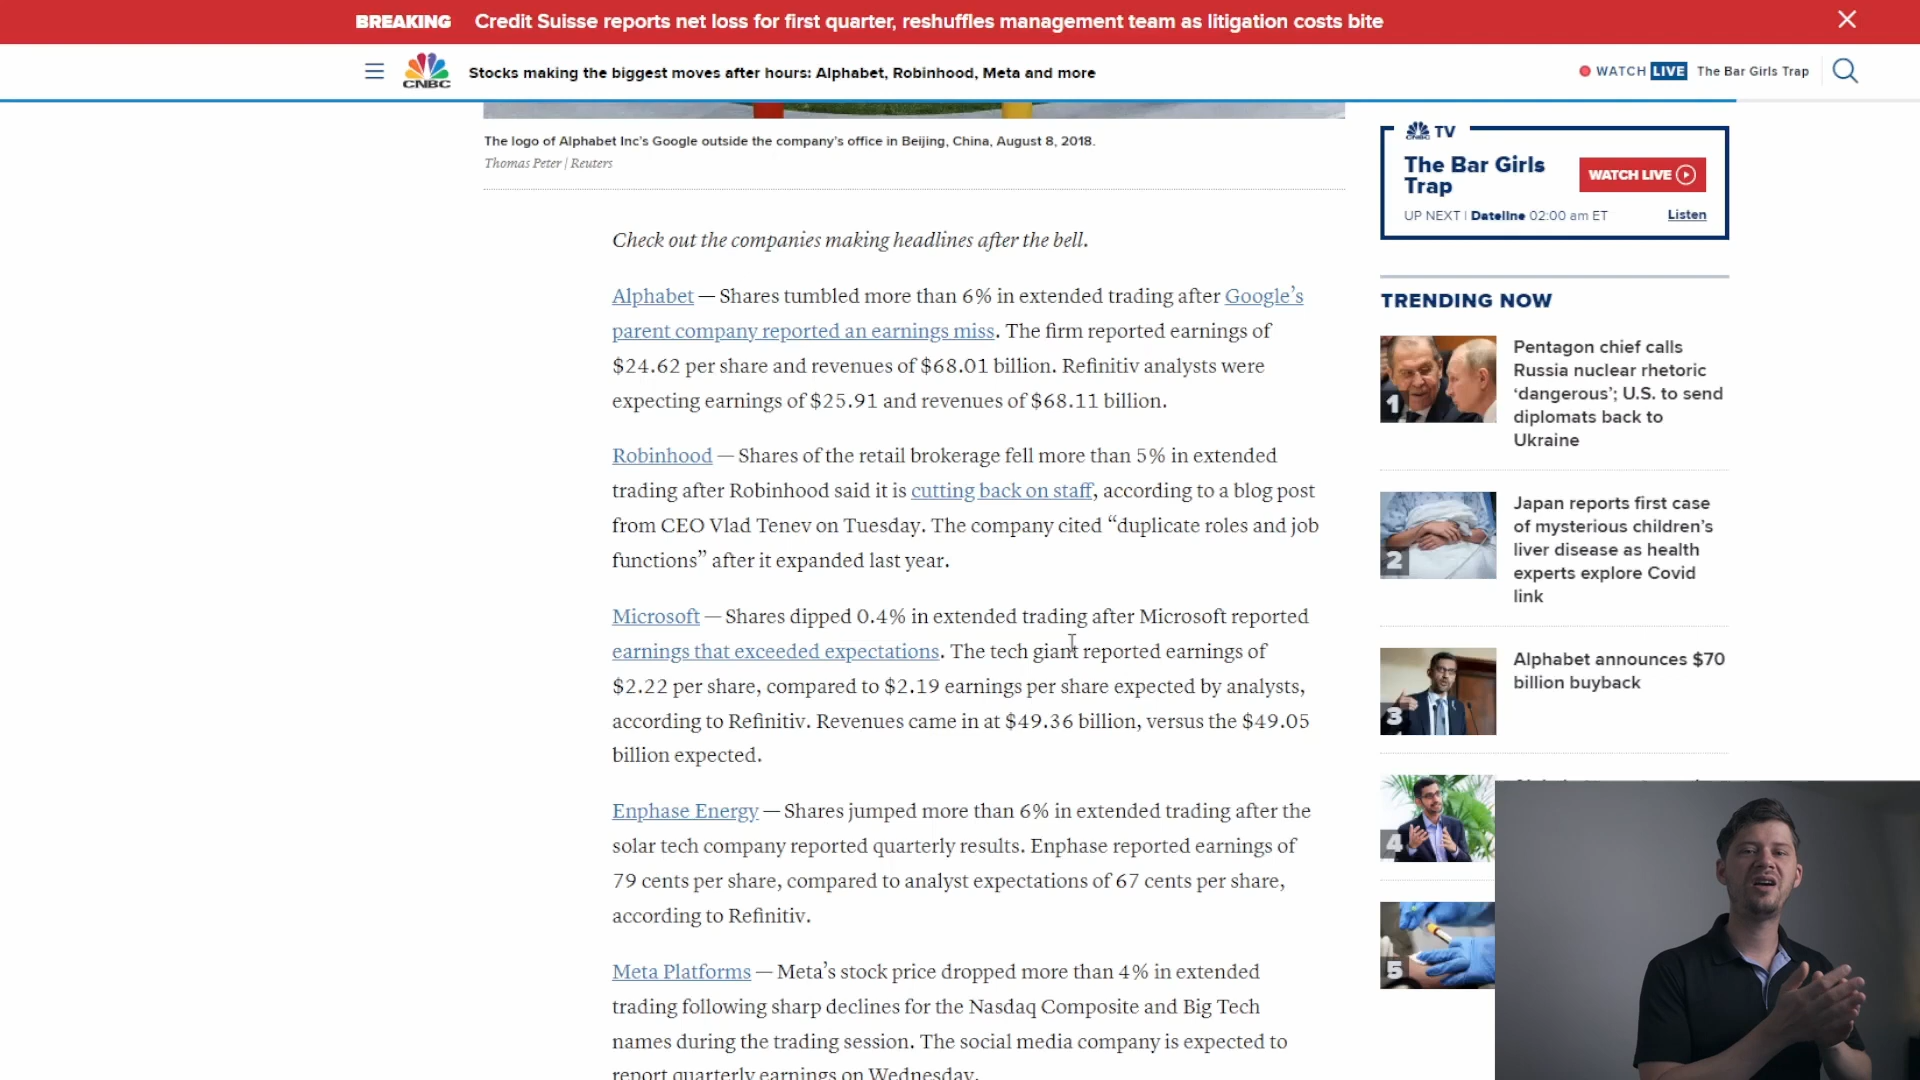 BREAKING Credit Suisse reports net loss for first quarter, reshuffles management team as litigation costs bite
CNBC
Stocks making the biggest moves after hours: Alphabet, Robinhood, Meta and more
WATCH LIVE The Bar Girls Trap
The logo of Alphabet Inc's Google outside the company's office in Beijing, China, August 8, 2018.
Thomas Peter | Reuters
Check out the companies making headlines after the bell.
Alphabet — Shares tumbled more than 6% in extended trading after Google's
parent company reported an earnings miss. The firm reported earnings of
$24.62 per share and revenues of $68.01 billion. Refinitiv analysts were
expecting earnings of $25.91 and revenues of $68.11 billion.
Robinhood — Shares of the retail brokerage fell more than 5% in extended
trading after Robinhood said it is cutting back on staff, according to a blog post
from CEO Vlad Tenev on Tuesday. The company cited “duplicate roles and job
functions” after it expanded last year.
Microsoft — Shares dipped 0.4% in extended trading after Microsoft reported
earnings that exceeded expectations. The tech giant reported earnings of
$2.22 per share, compared to $2.19 earnings per share expected by analysts,
according to Refinitiv. Revenues came in at $49.36 billion, versus the $49.05
billion expected.
Enphase Energy — Shares jumped more than 6% in extended trading after the
solar tech company reported quarterly results. Enphase reported earnings of
79 cents per share, compared to analyst expectations of 67 cents per share,
according to Refinitiv.
Meta Platforms — Meta's stock price dropped more than 4% in extended
trading following sharp declines for the Nasdaq Composite and Big Tech
names during the trading session. The social media company is expected to
report quarterly earnings on Wednesday.
CNBC TV
The Bar Girls
Trap
WATCH LIVE
UP NEXT | Dateline 02:00 am ET
Listen
TRENDING NOW
1
Pentagon chief calls
Russia nuclear rhetoric
‘dangerous’; U.S. to send
diplomats back to
Ukraine
2
Japan reports first case
of mysterious children's
liver disease as health
experts explore Covid
link
3
Alphabet announces $70
billion buyback
4
5